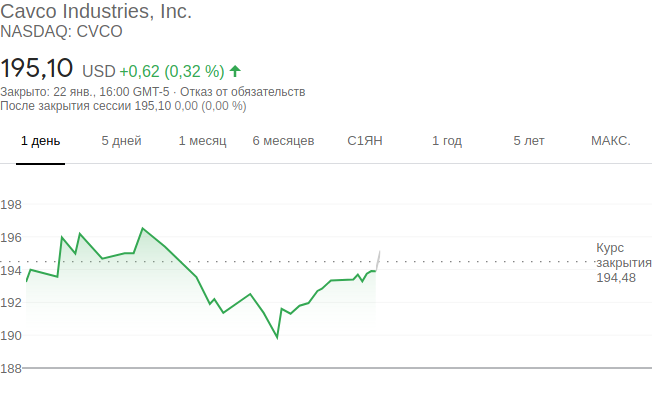 Cavco Industries, Inc.
NASDAQ: CVCO
195,10 USD +0,62 (0,32 %)
Закрыто: 22 янв., 16:00 GMT-5 · Отказ от обязательств
После закрытия сессии 195,10 0,00 (0,00 %)
1 день 5 дней 1 месяц 6 месяцев С1ЯН 1 год 5 лет МАКС.
198
196
Курс
закрытия
194,48
194
192
190
188